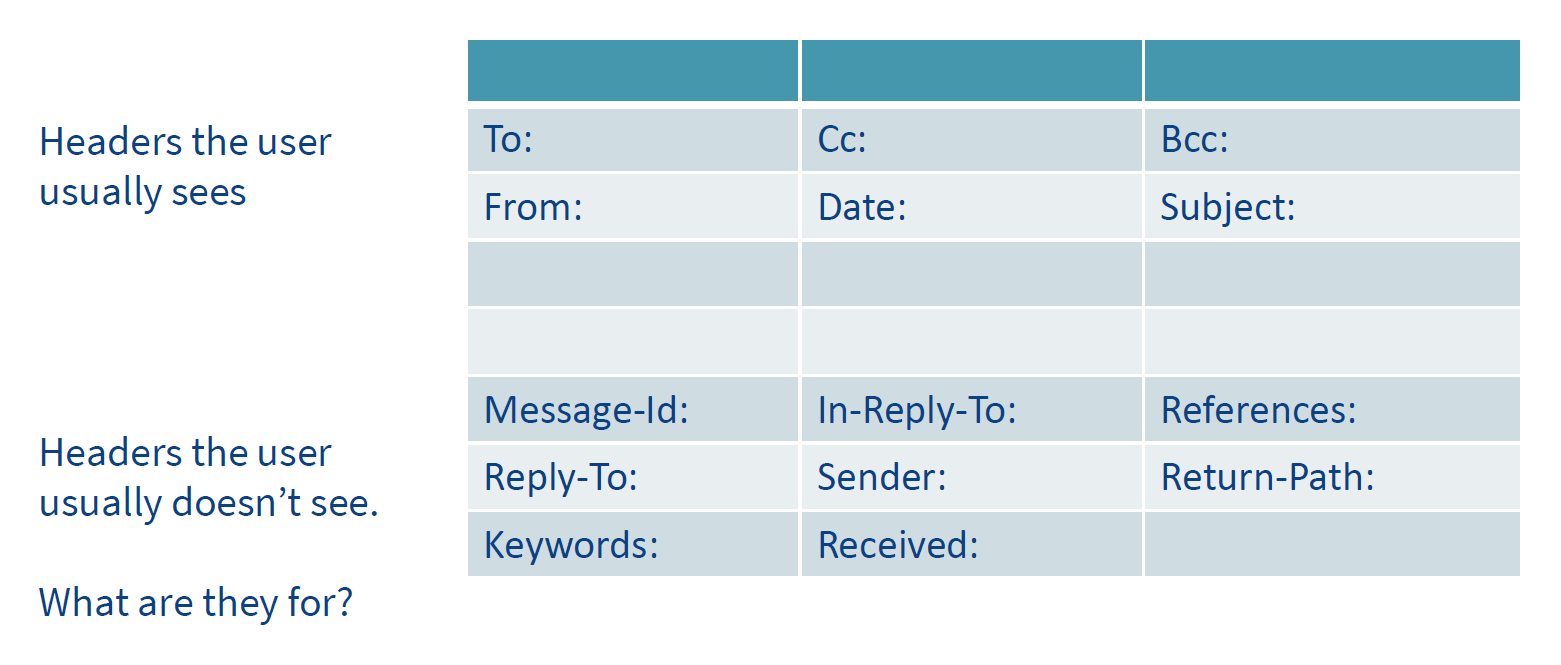 Headers the user
usually sees
To: Cc: Bcc:
From: Date: Subject:
Headers the user
usually doesn’t see.
What are they for?
Message-Id: In-Reply-To: References:
Reply-To: Sender: Return-Path:
Keywords: Received: